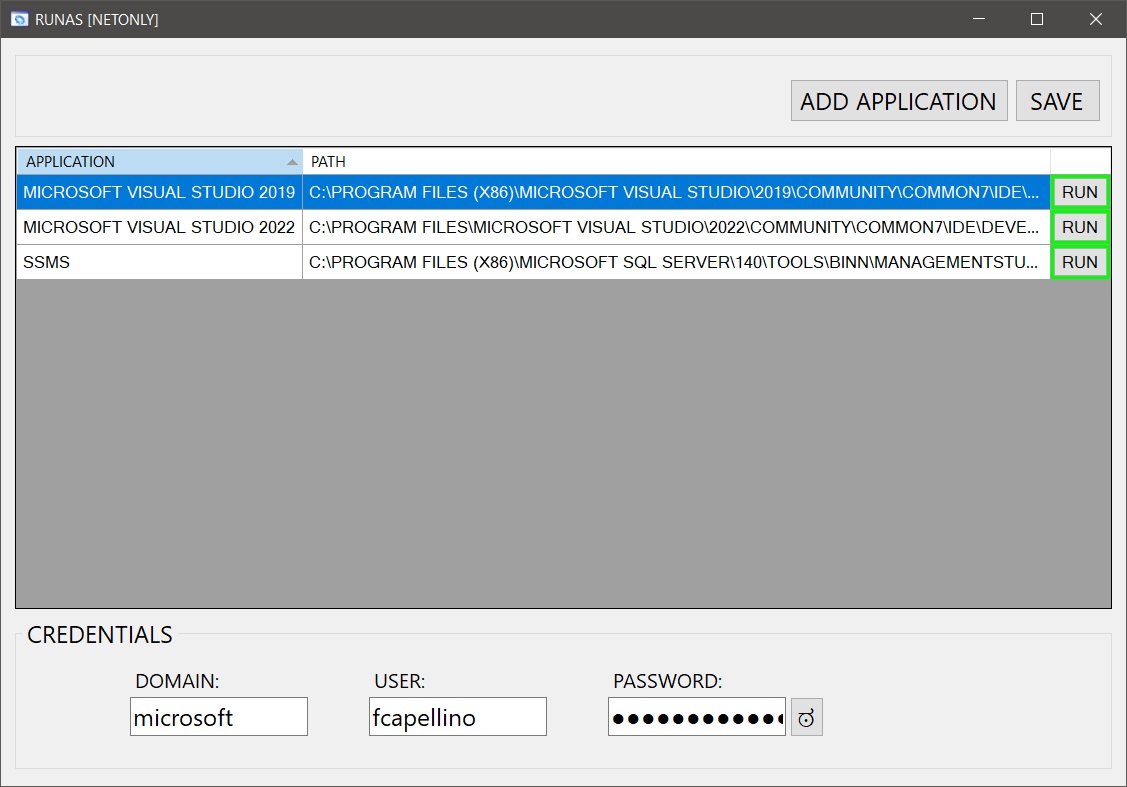 RUNAS [NETONLY]
ADD APPLICATION SAVE
APPLICATION PATH
MICROSOFT VISUAL STUDIO 2019 C:\PROGRAM FILES (X86)\MICROSOFT VISUAL STUDIO\2019\COMMUNITY\COMMON7\IDE\... RUN
MICROSOFT VISUAL STUDIO 2022 C:\PROGRAM FILES\MICROSOFT VISUAL STUDIO\2022\COMMUNITY\COMMON7\IDE\DEVE... RUN
SSMS C:\PROGRAM FILES (X86)\MICROSOFT SQL SERVER\140\TOOLS\BINN\MANAGEMENTSTU... RUN
CREDENTIALS
DOMAIN: USER: PASSWORD:
microsoft fcapellino ●●●●●●●●●●●●